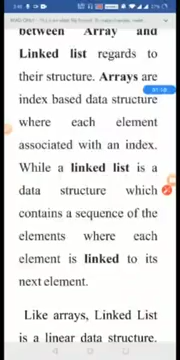 between Array and
Linked list regards to
their structure. Arrays are
index based data structure
where each element
associated with an index.
While a linked list is a
data structure which
contains a sequence of the
elements where each
element is linked to its
next element.
Like arrays, Linked List
is a linear data structure.